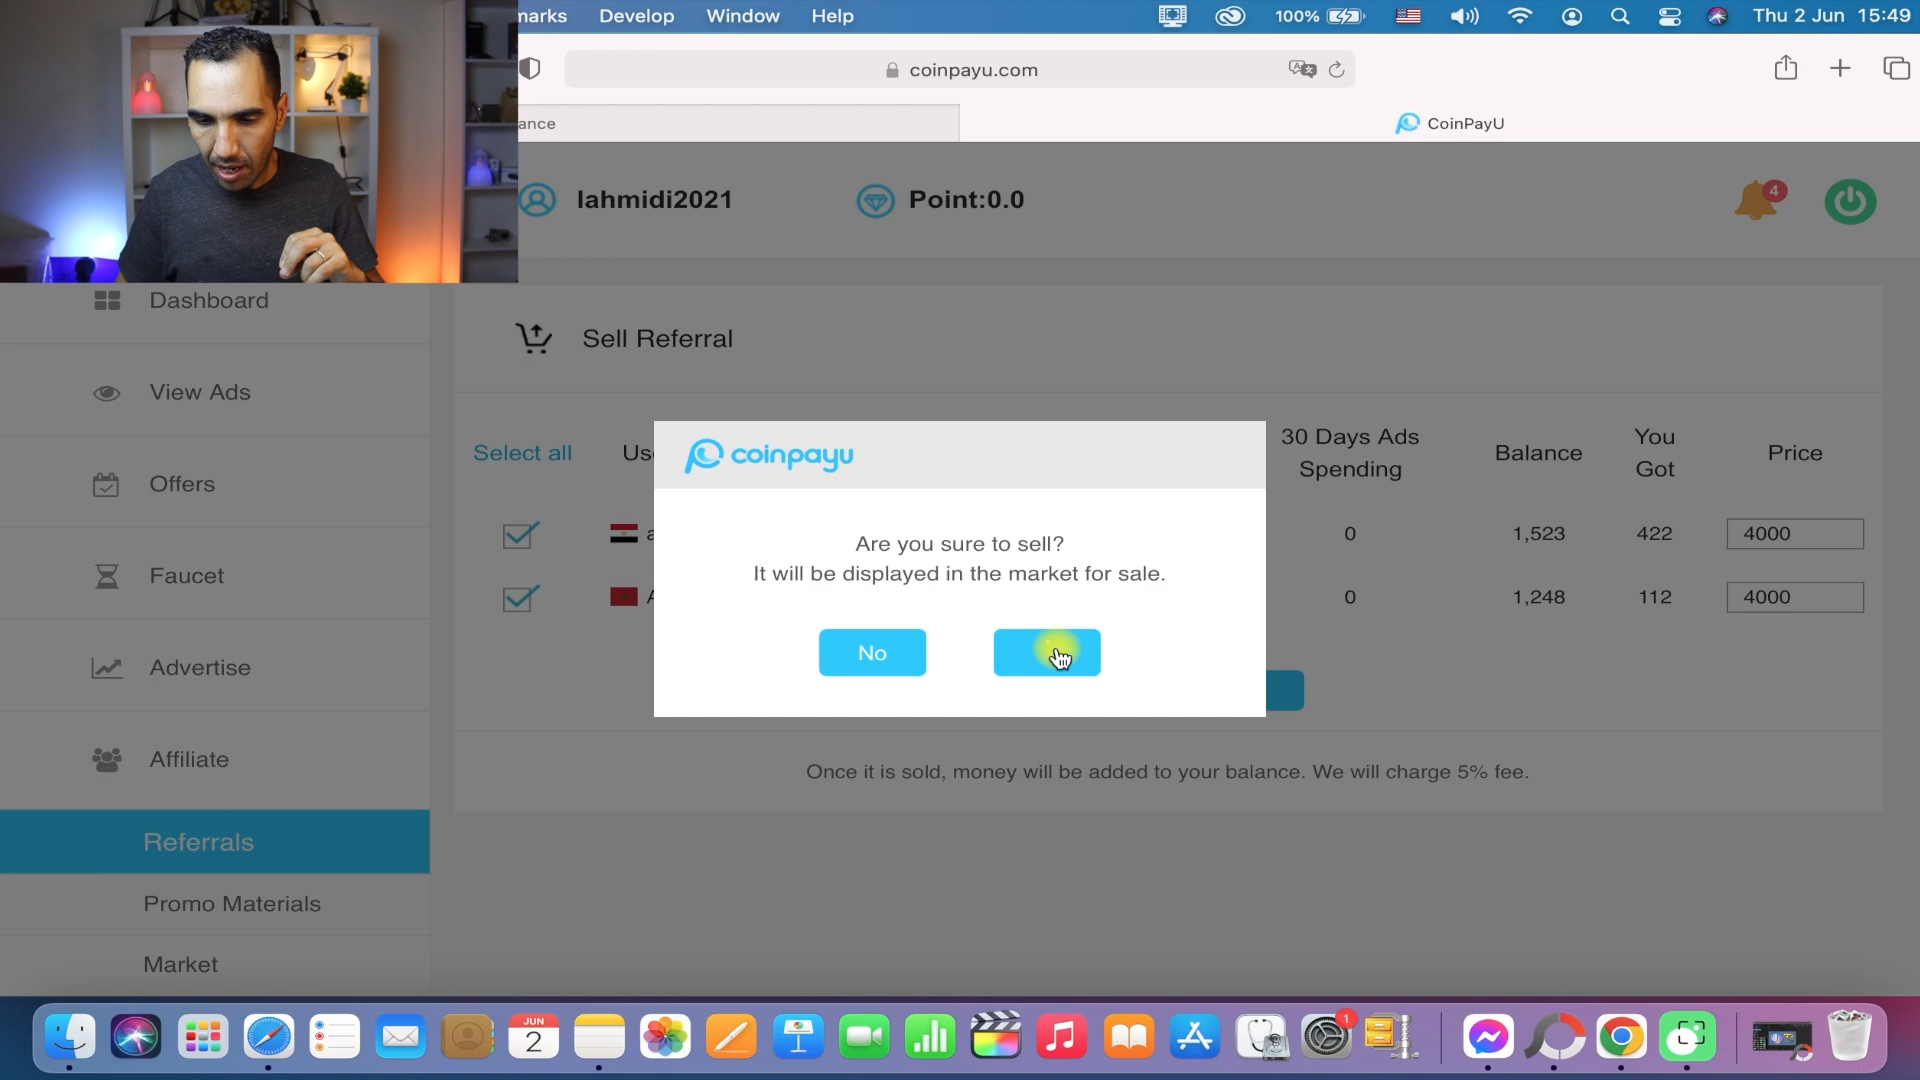 marks Develop Window Help 100% Thu 2 Jun 15:49
coinpayu.com
ance CoinPayU
lahmidi2021 Point:0.0 4
Dashboard
Sell Referral
View Ads
Select all 30 Days Ads Spending Balance You Got Price
coinpayu
Offers
Are you sure to sell?
It will be displayed in the market for sale.
0 1,523 422 4000
0 1,248 112 4000
Faucet
No
Advertise
Affiliate
Once it is sold, money will be added to your balance. We will charge 5% fee.
Referrals
Promo Materials
Market
JUN
2
1